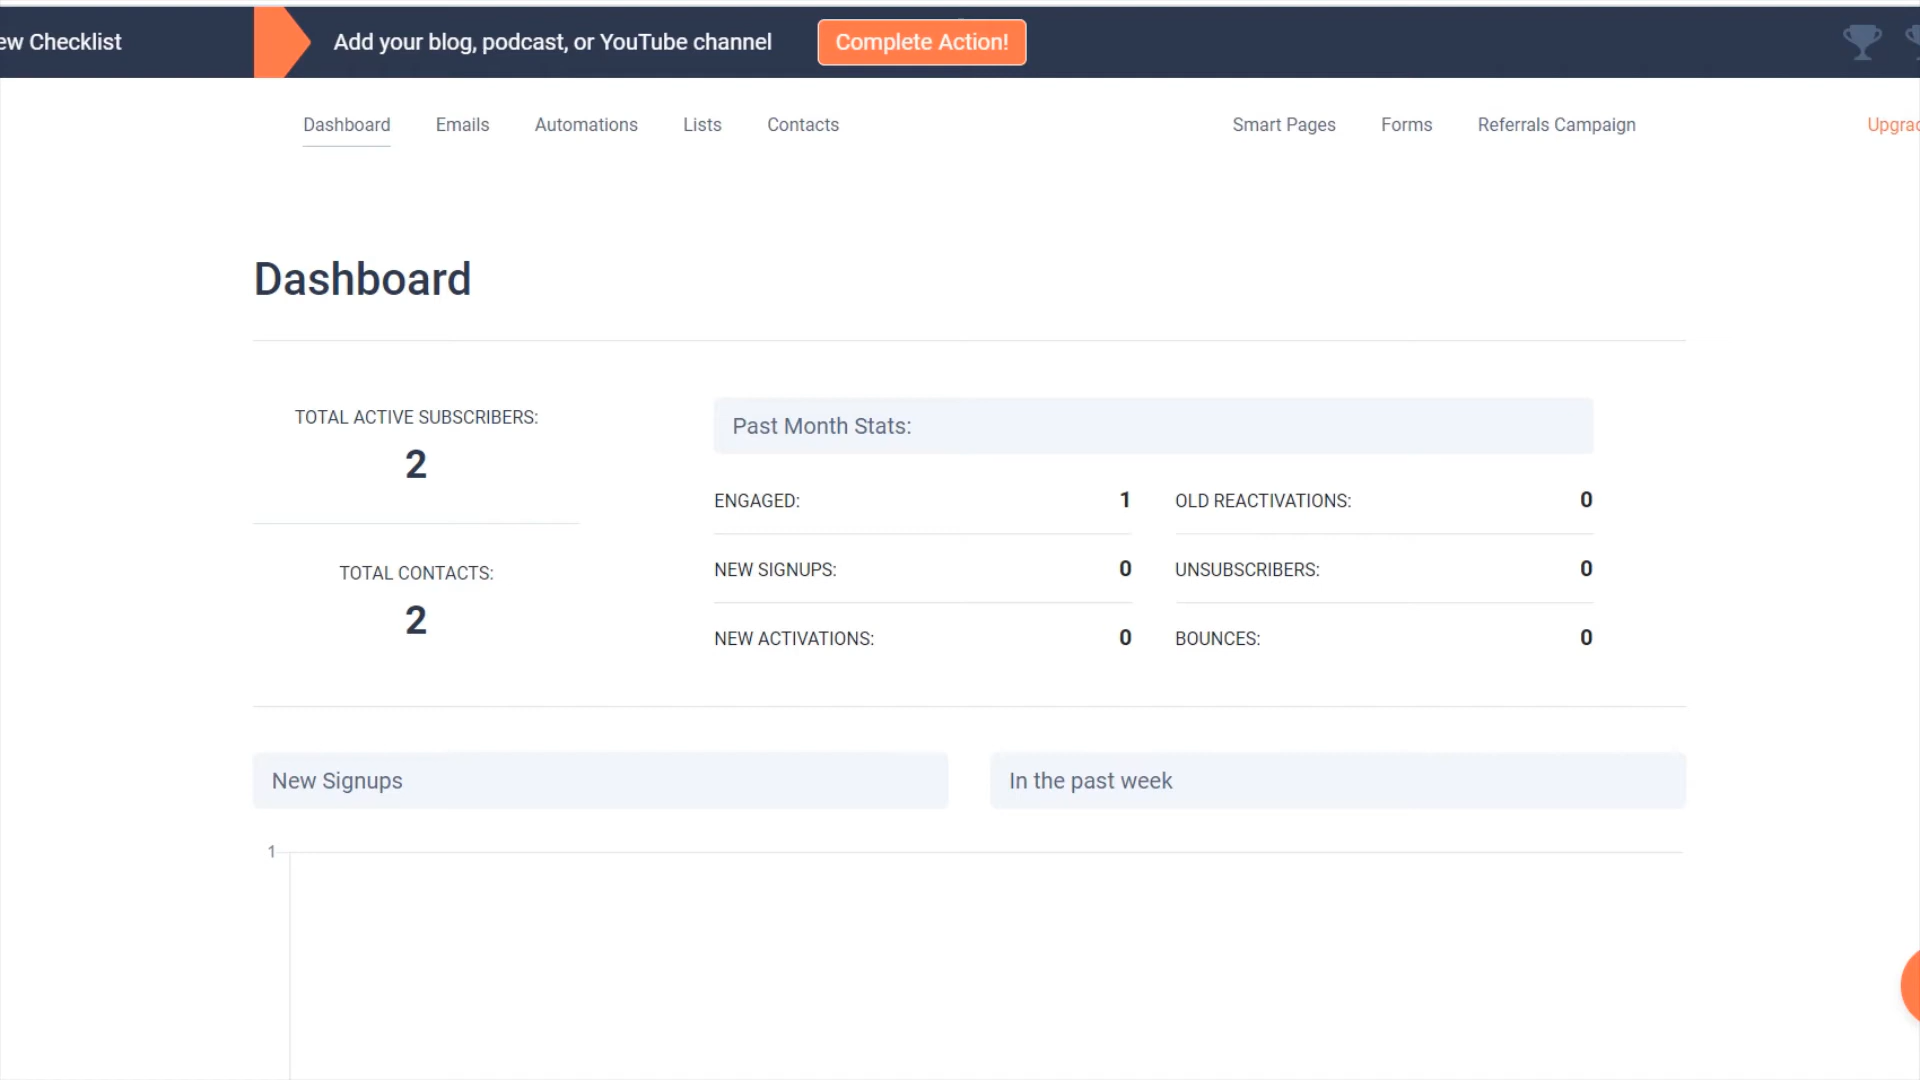 ew Checklist
Add your blog, podcast, or YouTube channel
Complete Action!
Dashboard Emails Automations Lists Contacts Smart Pages Forms Referrals Campaign Upgrad
Dashboard
TOTAL ACTIVE SUBSCRIBERS:
2
TOTAL CONTACTS:
2
Past Month Stats:
ENGAGED: 1
OLD REACTIVATIONS: 0
NEW SIGNUPS: 0
UNSUBSCRIBERS: 0
NEW ACTIVATIONS: 0
BOUNCES: 0
New Signups
In the past week
1